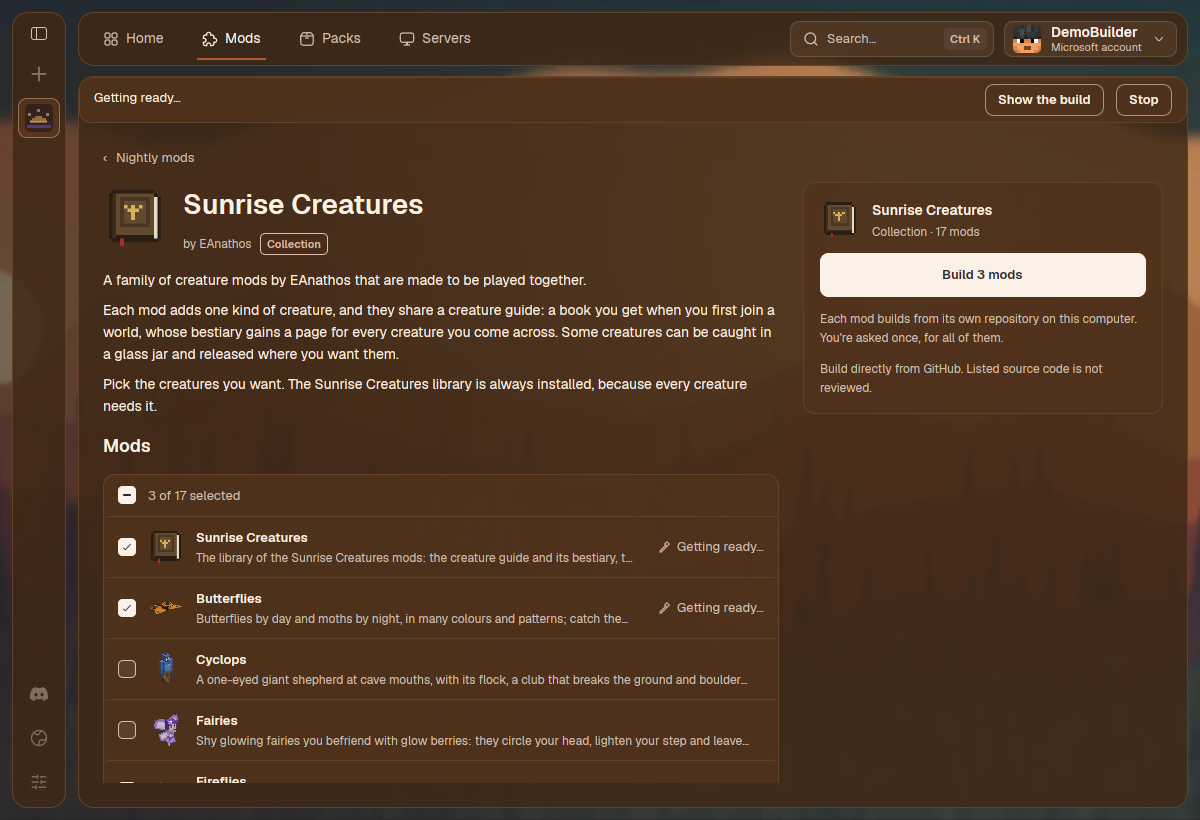 Home
Mods
Packs
Servers
Search...
Ctrl K
DemoBuilder
Microsoft account
Getting ready...
Show the build
Stop
‹ Nightly mods
Sunrise Creatures
by EAnathos
Collection
A family of creature mods by EAnathos that are made to be played together.
Each mod adds one kind of creature, and they share a creature guide: a book you get when you first join a
world, whose bestiary gains a page for every creature you come across. Some creatures can be caught in
a glass jar and released where you want them.
Pick the creatures you want. The Sunrise Creatures library is always installed, because every creature
needs it.
Mods
3 of 17 selected
Sunrise Creatures
The library of the Sunrise Creatures mods: the creature guide and its bestiary, t...
Getting ready...
Butterflies
Butterflies by day and moths by night, in many colours and patterns; catch the...
Getting ready...
Cyclops
A one-eyed giant shepherd at cave mouths, with its flock, a club that breaks the ground and boulder...
Fairies
Shy glowing fairies you befriend with glow berries: they circle your head, lighten your step and leave...
Fireflies
Sunrise Creatures
Collection · 17 mods
Build 3 mods
Each mod builds from its own repository on this computer.
You're asked once, for all of them.
Build directly from GitHub. Listed source code is not
reviewed.